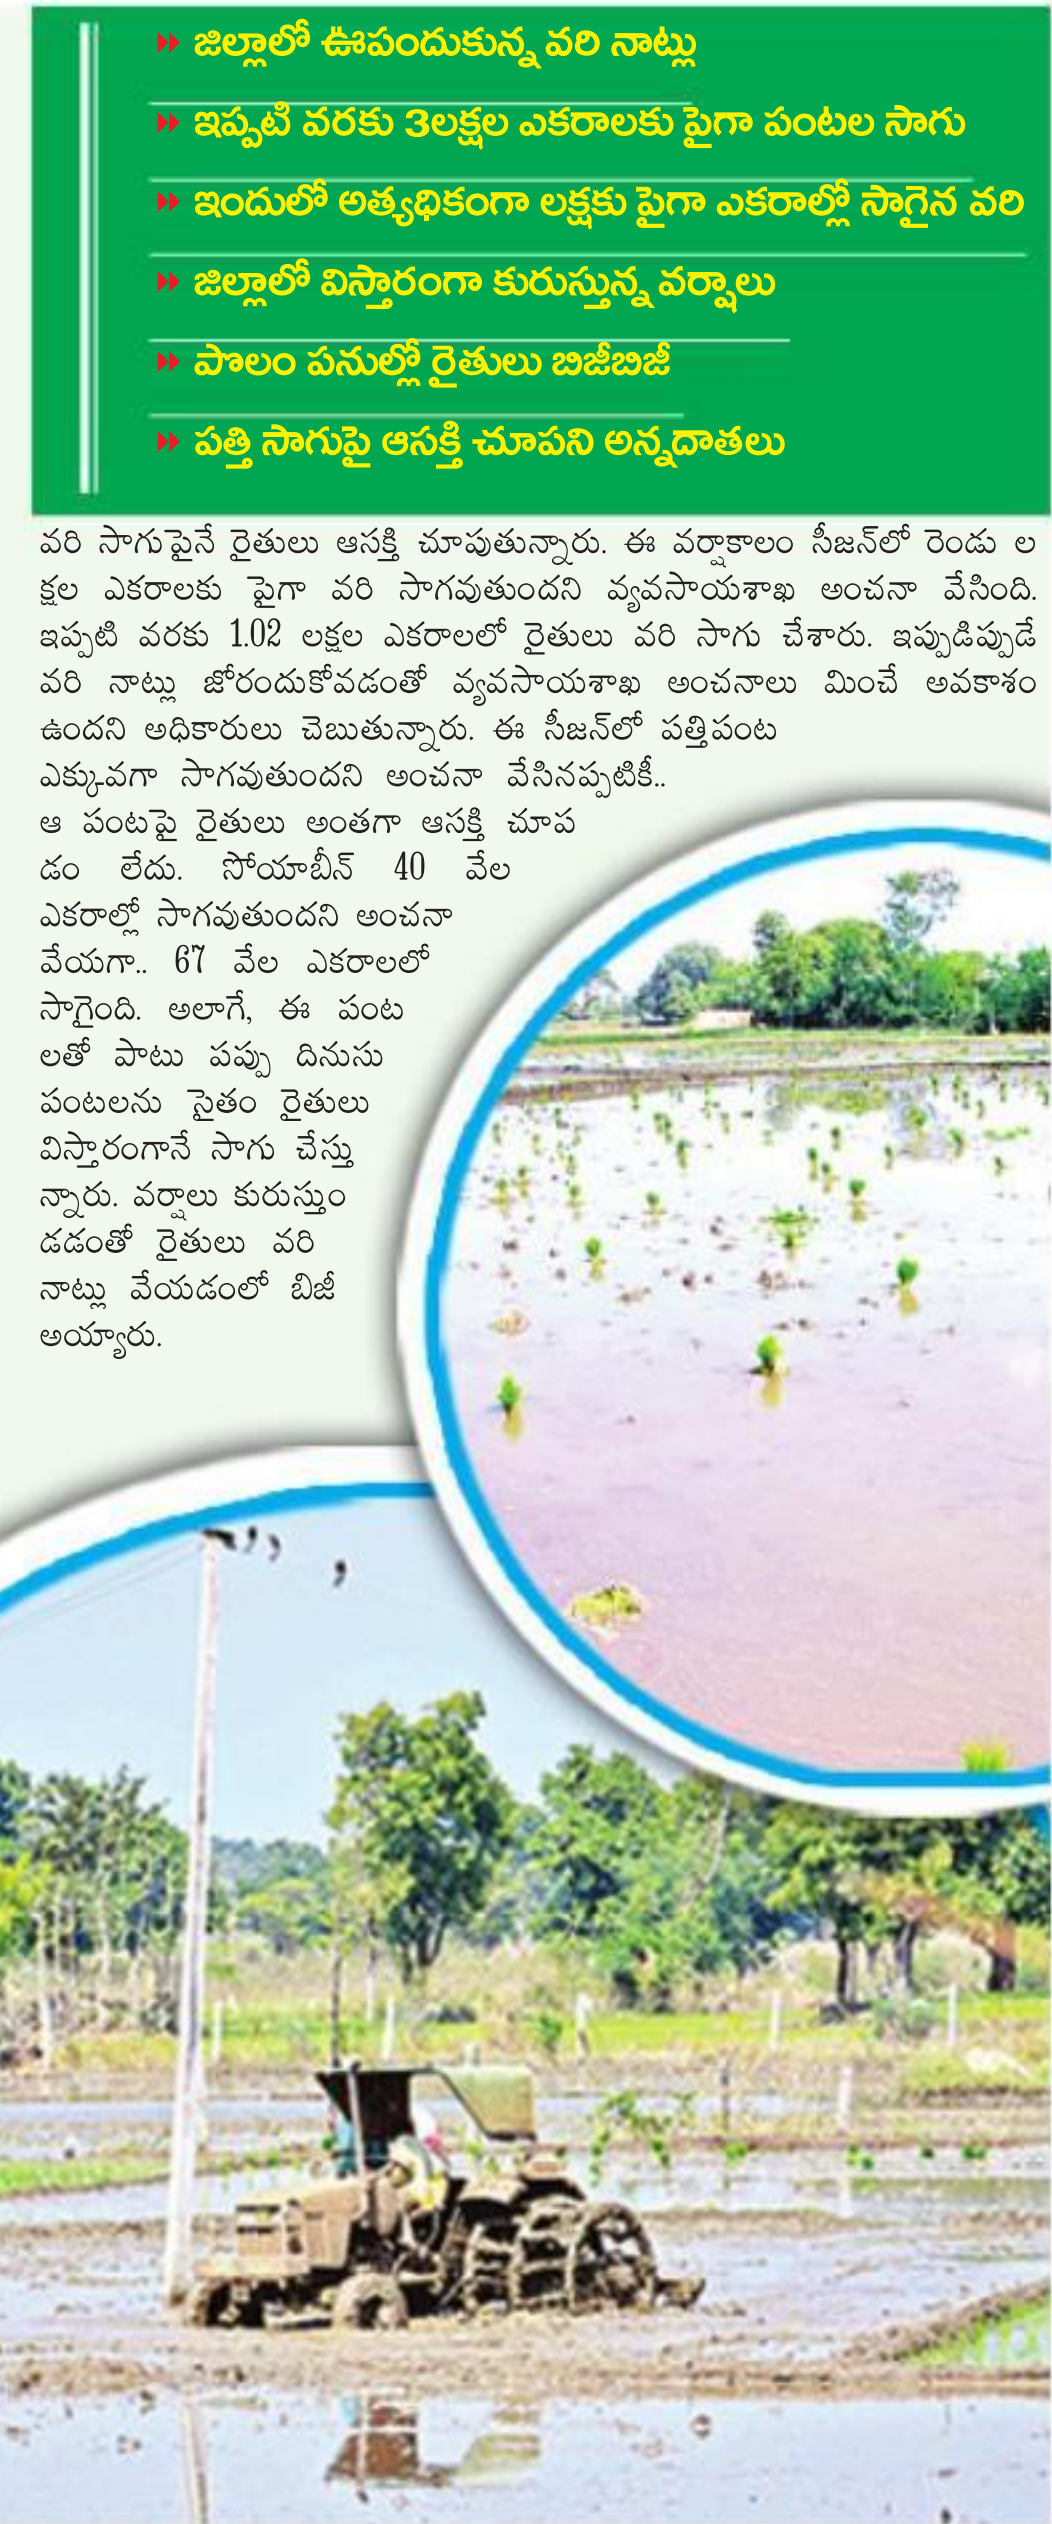 జిల్లాలో ఊపందుకున్న వరి నాట్లు
ఇప్పటి వరకు 3లక్షల ఎకరాలకు పైగా పంటల సాగు
ఇందులో అత్యధికంగా లక్షకు పైగా ఎకరాల్లో సాగైన వరి
జిల్లాలో విస్తారంగా కురుస్తున్న వర్షాలు
పొలం పనుల్లో రైతులు బిజీబిజీ
పత్తి సాగుపై ఆసక్తి చూపని అన్నదాతలు
వరి సాగుపైనే రైతులు ఆసక్తి చూపుతున్నారు. ఈ వర్షాకాలం సీజన్‌లో రెండు ల
క్షల ఎకరాలకు పైగా వరి సాగవుతుందని వ్యవసాయశాఖ అంచనా వేసింది.
ఇప్పటి వరకు 1.02 లక్షల ఎకరాలలో రైతులు వరి సాగు చేశారు. ఇప్పుడిప్పుడే
వరి నాట్లు జోరందుకోవడంతో వ్యవసాయశాఖ అంచనాలు మించే అవకాశం
ఉందని అధికారులు చెబుతున్నారు. ఈ సీజన్‌లో పత్తిపంట
ఎక్కువగా సాగవుతుందని అంచనా వేసినప్పటికీ..
ఆ పంటపై రైతులు అంతగా ఆసక్తి చూప
డం లేదు. సోయాబీన్ 40 వేల
ఎకరాల్లో సాగవుతుందని అంచనా
వేయగా.. 67 వేల ఎకరాలలో
సాగైంది. అలాగే, ఈ పంట
లతో పాటు పప్పు దినుసు
పంటలను సైతం రైతులు
విస్తారంగానే సాగు చేస్తు
న్నారు. వర్షాలు కురుస్తుం
డడంతో రైతులు వరి
నాట్లు వేయడంలో బిజీ
అయ్యారు.